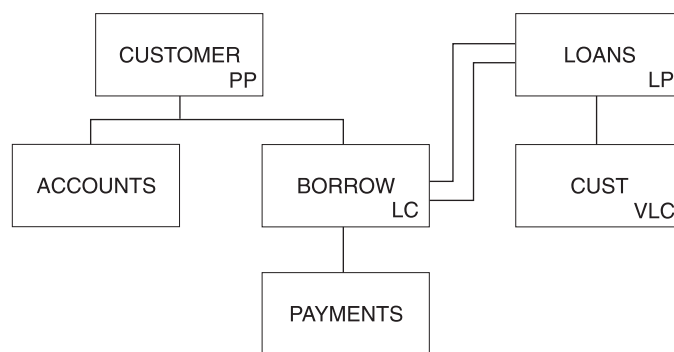 CUSTOMER
PP
LOANS
LP
ACCOUNTS
BORROW
LC
CUST
VLC
PAYMENTS